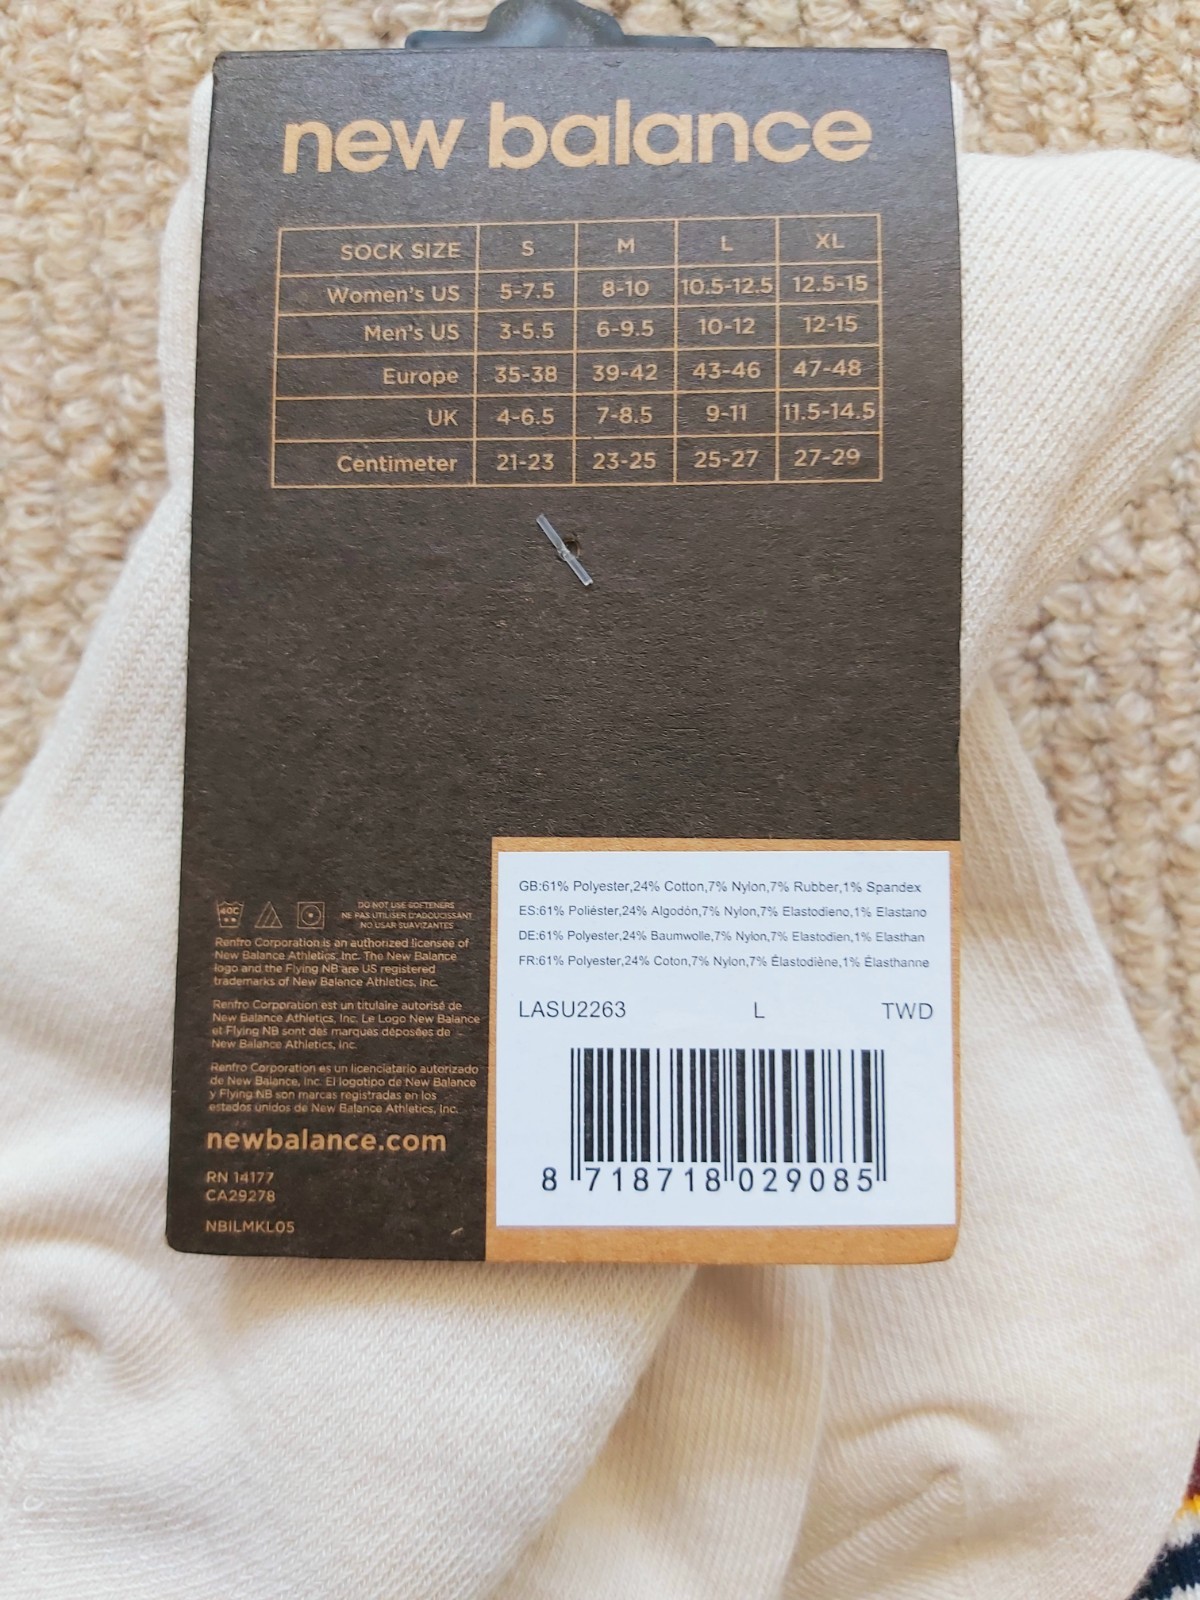 new balance
SOCK SIZE S M L XL
Women's US 5-7.5 8-10 10.5-12.5 12.5-15
Men's US 3-5.5 6-9.5 10-12 12-15
Europe 35-38 39-42 43-46 47-48
UK 4-6.5 7-8.5 9-11 11.5-14.5
Centimeter 21-23 23-25 25-27 27-29
40C
DO NOT USE SOFTENERS
NE PAS UTILISER D'ADOUCISSANT
NO USAR SUAVIZANTES
Renfro Corporation is an authorized licensee of
New Balance Athletics, Inc. The New Balance
logo and the Flying NB are US registered
trademarks of New Balance Athletics, Inc.
Renfro Corporation est un titulaire autorisé de
New Balance Athletics, Inc. Le Logo New Balance
et Flying NB sont des marques déposées de
New Balance Athletics, Inc.
Renfro Corporation es un licenciatario autorizado
de New Balance, Inc. El logotipo de New Balance
y Flying NB son marcas registradas en los
estados unidos de New Balance Athletics, Inc.
newbalance.com
RN 14177
CA29278
NBILMKL05
GB:61% Polyester,24% Cotton,7% Nylon,7% Rubber,1% Spandex
ES:61% Poliéster,24% Algodón,7% Nylon,7% Elastodieno,1% Elastano
DE:61% Polyester,24% Baumwolle,7% Nylon,7% Elastodien,1% Elasthan
FR:61% Polyester,24% Coton,7% Nylon,7% Élastodiène,1% Élasthanne
LASU2263 L TWD
8 718718 029085